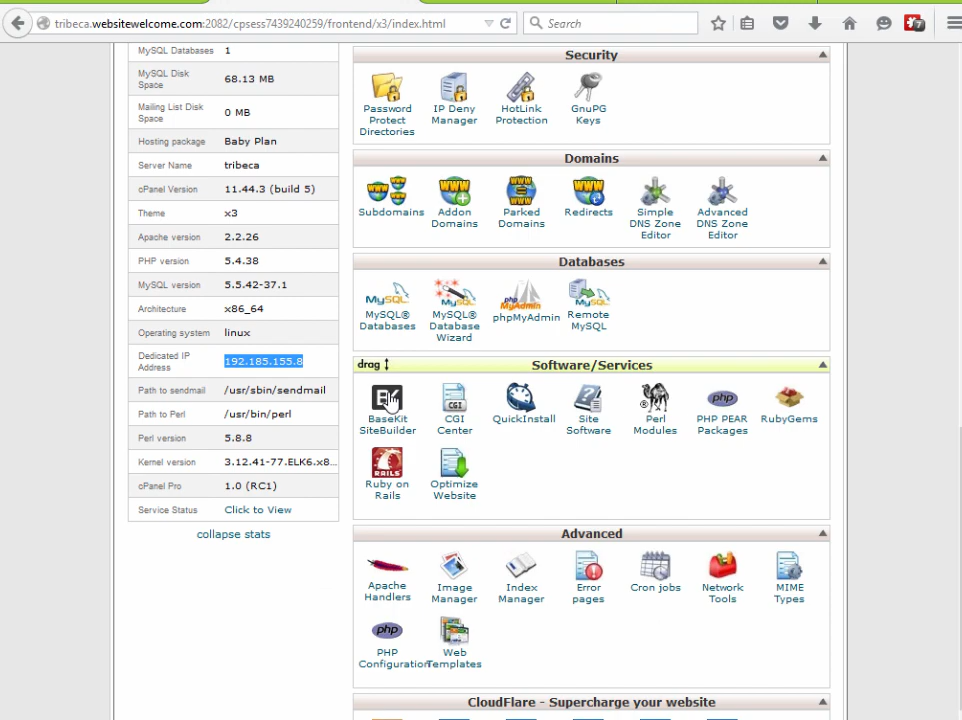 tribeca.websitewelcome.com:2082/cpsess7439240259/frontend/x3/index.html
Search
MySQL Databases 1
MySQL Disk
Space
68.13 MB
Mailing List Disk
Space
0 MB
Hosting package Baby Plan
Server Name tribeca
cPanel Version 11.44.3 (build 5)
Theme x3
Apache version 2.2.26
PHP version 5.4.38
MySQL version 5.5.42-37.1
Architecture x86_64
Operating system linux
Dedicated IP
Address
192.185.155.8
Path to sendmail /usr/sbin/sendmail
Path to Perl /usr/bin/perl
Perl version 5.8.8
Kernel version 3.12.41-77.ELK6.x8...
cPanel Pro 1.0 (RC1)
Service Status Click to View
collapse stats
Security
Password
Protect
Directories
IP Deny
Manager
HotLink
Protection
GnuPG
Keys
Domains
Subdomains
Addon
Domains
Parked
Domains
Redirects
Simple
DNS Zone
Editor
Advanced
DNS Zone
Editor
Databases
MySQL®
Databases
MySQL®
Database
Wizard
phpMyAdmin
Remote
MySQL
drag
Software/Services
BaseKit
SiteBuilder
CGI
Center
QuickInstall
Site
Software
Perl
Modules
PHP PEAR
Packages
RubyGems
Ruby on
Rails
Optimize
Website
Advanced
Apache
Handlers
Image
Manager
Index
Manager
Error
pages
Cron jobs
Network
Tools
MIME
Types
PHP
Configuration
Web
Templates
CloudFlare - Supercharge your website